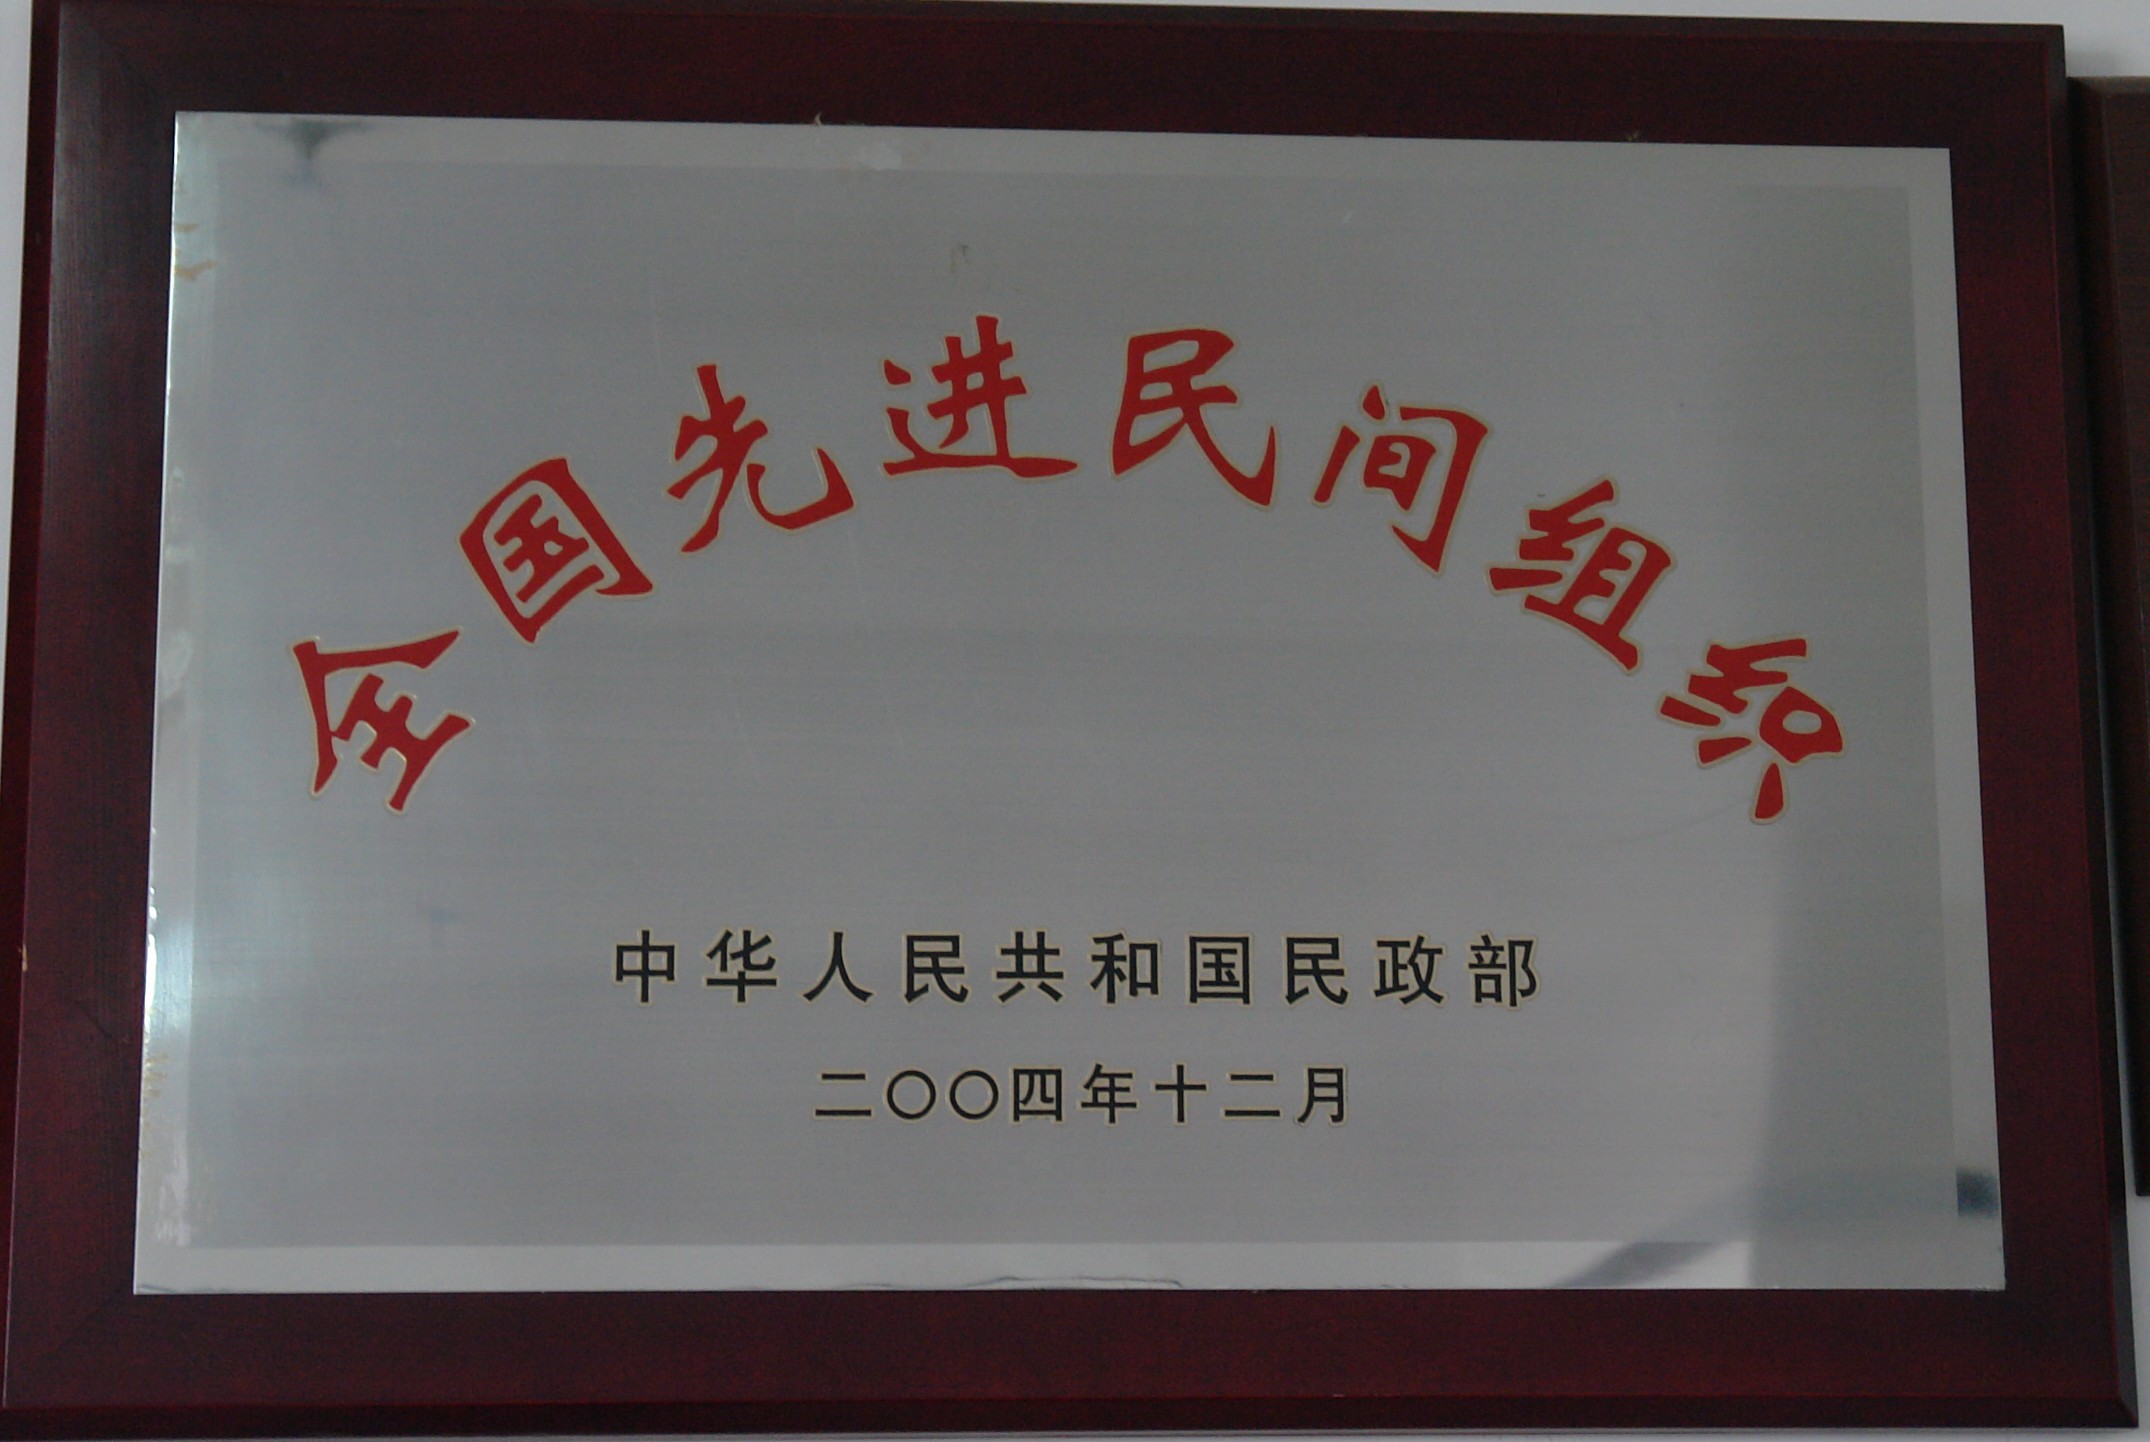 全国先进民间组织
中华人民共和国民政部
二〇〇四年十二月